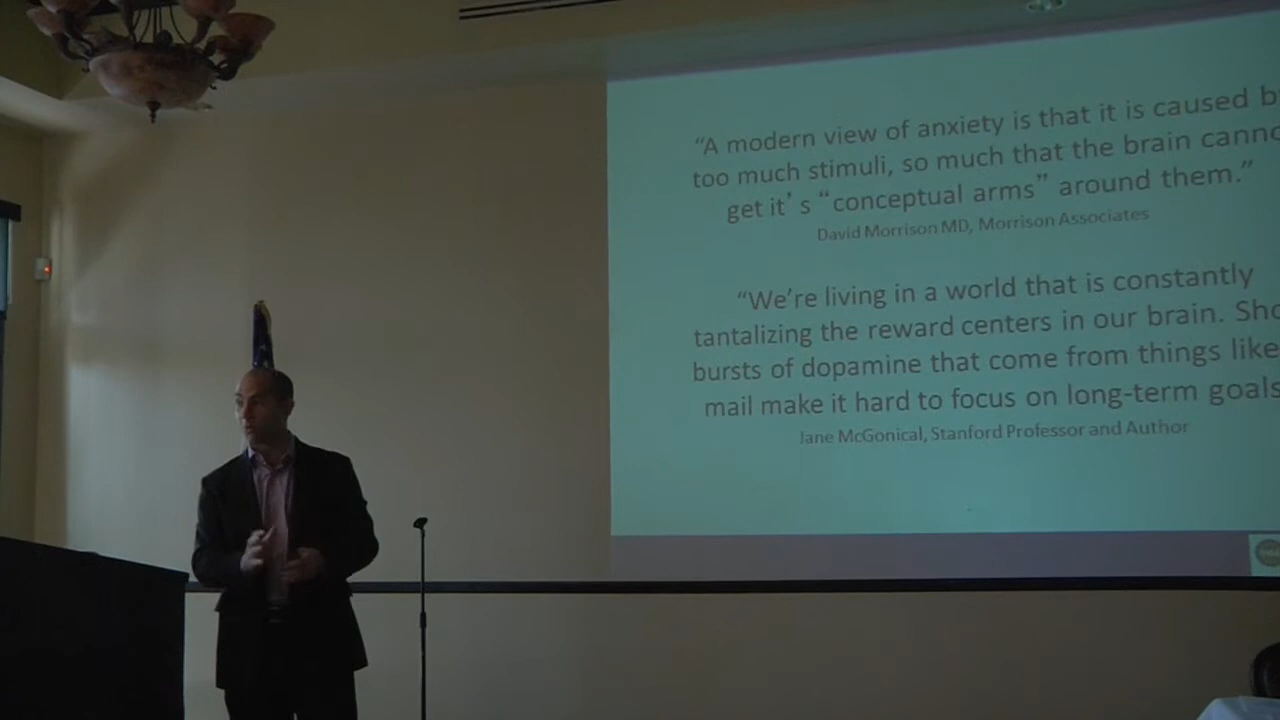 “A modern view of anxiety is that it is caused
too much stimuli, so much that the brain
get it’s “conceptual arms” around them.”
David Morrison MD, Morrison Associates
“We’re living in a world that is constantly
tantalizing the reward centers in our brain.
bursts of dopamine that come from things like
mail make it hard to focus on long-term goals
Jane McGonical, Stanford Professor and Author